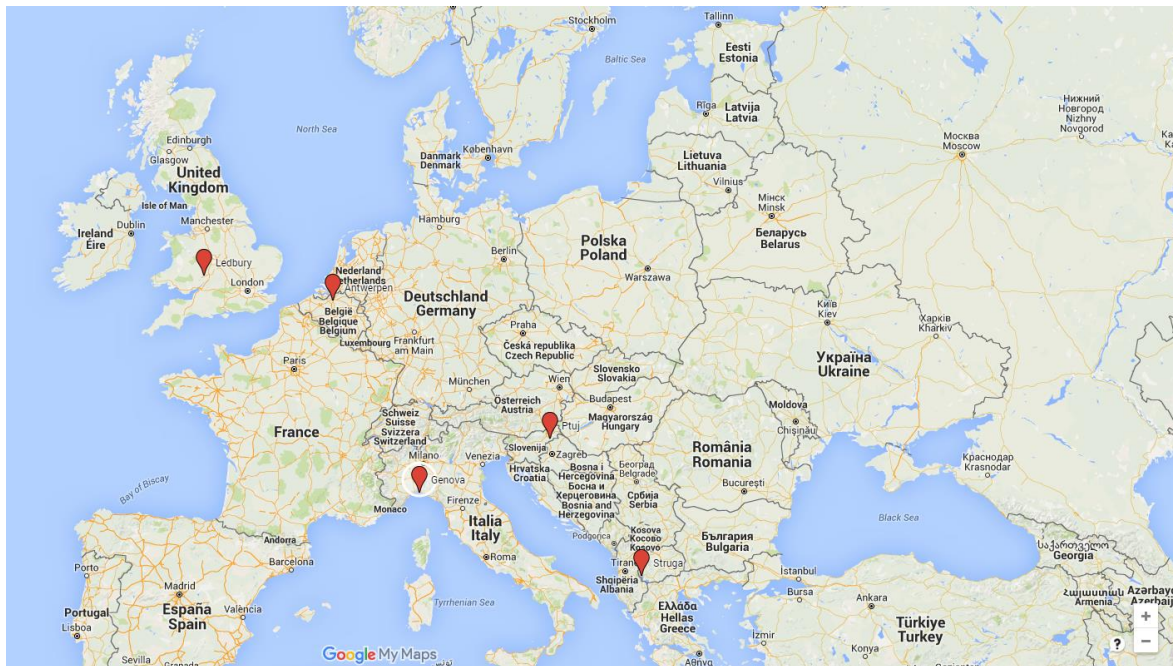 Stockholm
Tallinn
Eesti
Estonia
Baltic Sea
Rīga
Latvija
Latvia
Нижний
Новгород
Nizhny
Novgorod
Москва
Moscow
North Sea
Edinburgh
Glasgow
United
Kingdom
Danmark
Denmark
København
Lietuva
Lithuania
Vilnius
Мінск
Minsk
Беларусь
Belarus
Isle of Man
Dublin
Ireland
Éire
Manchester
Hamburg
Ledbury
London
Berlin
Polska
Poland
Warszawa
Nederland
Netherlands
Antwerpen
België
Belgique
Belgium
Luxembourg
Deutschland
Germany
Frankfurt
am Main
Praha
Česká republika
Czech Republic
Київ
Kiev
Харків
Kharkiv
Україна
Ukraine
Paris
München
Wien
Slovensko
Slovakia
Österreich
Austria
Budapest
Magyarország
Hungary
Moldova
Chișinău
France
Schweiz
Suisse
Svizzera
Switzerland
Ptuj
Slovenija
Zagreb
Hrvatska
Croatia
Milano
Venezia
Genova
Monaco
Firenze
România
Romania
București
Краснодар
Krasnodar
Београд
Belgrade
Bosna i
Hercegovina
Босна и
Херцеговина
Bosnia and
Herzegovina
Србија
Serbia
Bay of Biscay
Andorra
Italia
Italy
Roma
Podgorica
Kosova
Косово
Kosovo
България
Bulgaria
Black Sea
საქართველო
Georgia
Porto
Madrid
Barcelona
España
Spain
València
Portugal
Lisboa
Sevilla
Tyrrhenian Sea
Struga
Shqipëria
Albania
Ελλάδα
Hellas
Greece
Αθήνα
İstanbul
Bursa
Ankara
İzmir
Türkiye
Turkey
Konya
Հայաստան
Armenia
Google My Maps
+
?
−